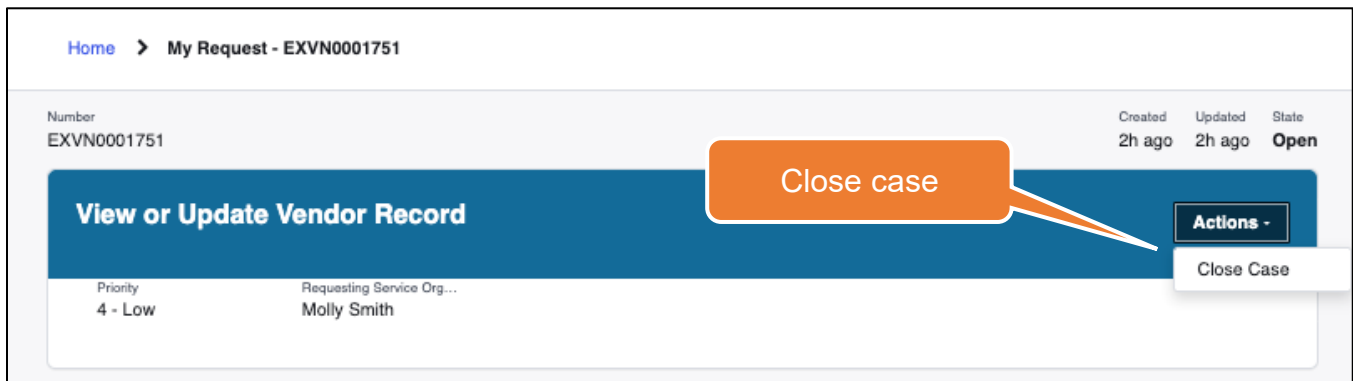 Home > My Request - EXVN0001751
Number
EXVN0001751
Created Updated State
2h ago 2h ago Open
Close case
View or Update Vendor Record
Actions -
Close Case
Priority
4 - Low
Requesting Service Org...
Molly Smith